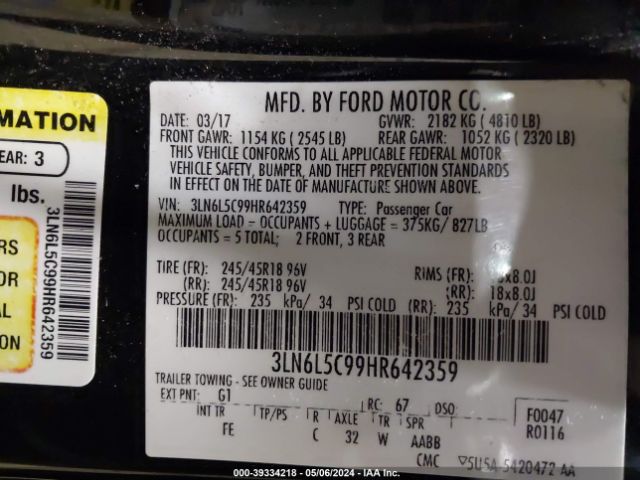 MATION
EAR: 3
lbs.
3LN6L5C99HR642359
RS
OR
AL
ION
MFD. BY FORD MOTOR CO.
DATE: 03/17 GVWR: 2182 KG ( 4810 LB)
FRONT GAWR: 1154 KG ( 2545 LB) REAR GAWR: 1052 KG ( 2320 LB)
THIS VEHICLE CONFORMS TO ALL APPLICABLE FEDERAL MOTOR
VEHICLE SAFETY, BUMPER, AND THEFT PREVENTION STANDARDS
IN EFFECT ON THE DATE OF MANUFACTURE SHOWN ABOVE.
VIN: 3LN6L5C99HR642359 TYPE: Passenger Car
MAXIMUM LOAD = OCCUPANTS + LUGGAGE = 375KG/ 827LB
OCCUPANTS = 5 TOTAL; 2 FRONT, 3 REAR
TIRE (FR): 245/45R18 96V RIMS (FR): 18x8.0J
(RR): 245/45R18 96V (RR): 18x8.0J
PRESSURE (FR): 235 kPa/ 34 PSI COLD (RR): 235 kPa/ 34 PSI COLD
3LN6L5C99HR642359
TRAILER TOWING - SEE OWNER GUIDE
EXT PNT: G1 RC: 67 DSO: F0047
INT TR TP/PS R AXLE TR SPR R0116
FE C 32 W AABB
CMC ▽5U5A-5420472 AA
000-39334218 - 05/06/2024 - IAA Inc.